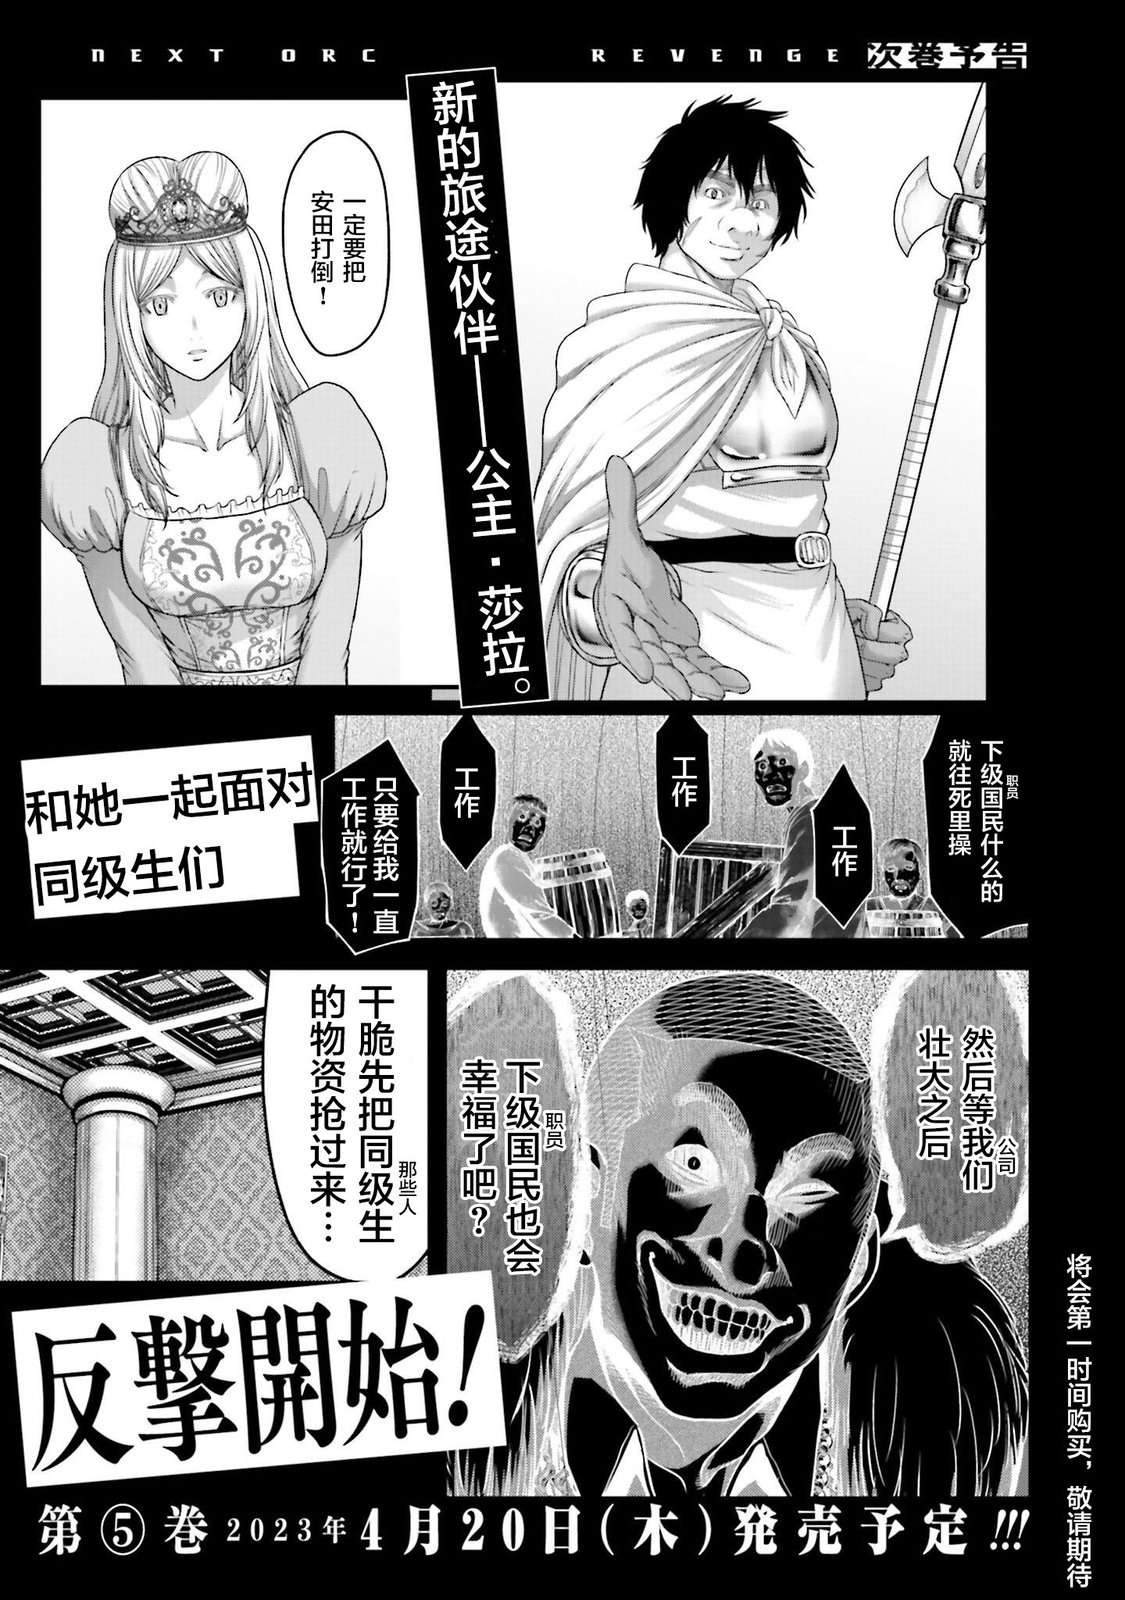 NEXT ORC REVENGE
次巻予告
新的旅途伙伴——公主·莎拉。
一定要把
安田打倒！
下级国民什么的
职员
就往死里操
工作
工作
工作
只要给我一直
工作就行了！
和她一起面对
同级生们
然后等我们
公司
壮大之后
下级国民也会
职员
幸福了吧？
干脆先把同级生
那些人
的物资抢过来…
反撃開始！
第⑤巻 2023年4月20日(木)発売予定!!!
将会第一时间购买，敬请期待